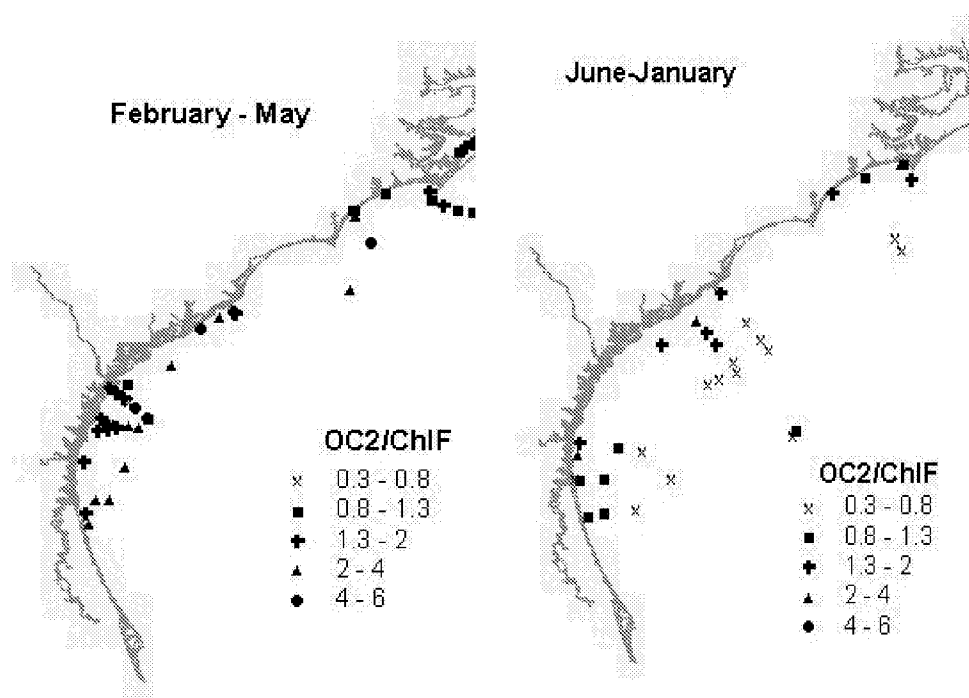 February - May
OC2/ChlF
0.3 - 0.8
0.8 - 1.3
1.3 - 2
2 - 4
4 - 6
June-January
OC2/ChlF
0.3 - 0.8
0.8 - 1.3
1.3 - 2
2 - 4
4 - 6